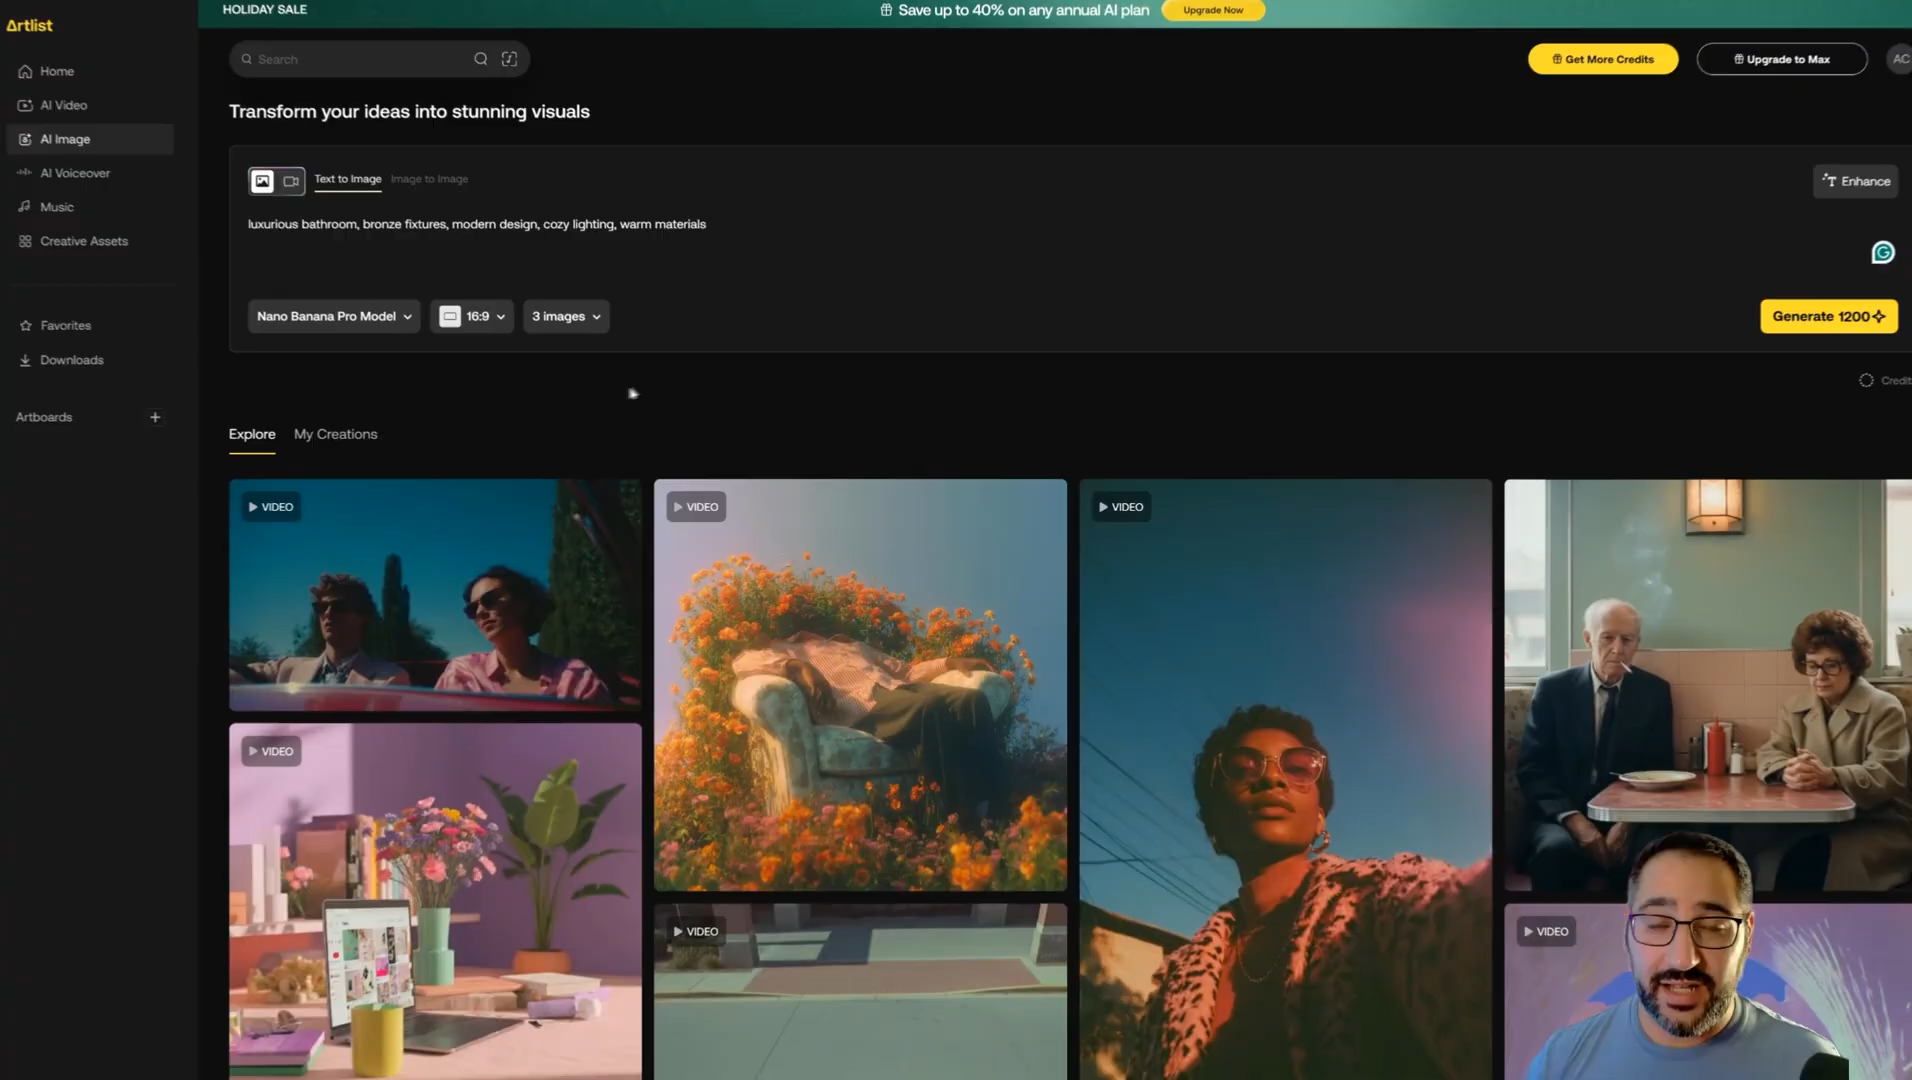 HOLIDAY SALE
Save up to 40% on any annual AI plan
Upgrade Now
Artlist
Home
AI Video
AI Image
AI Voiceover
Music
Creative Assets
Favorites
Downloads
Artboards
Search
Get More Credits
Upgrade to Max
AC
Transform your ideas into stunning visuals
Text to Image
Image to Image
Enhance
luxurious bathroom, bronze fixtures, modern design, cozy lighting, warm materials
Nano Banana Pro Model
16:9
3 images
Generate 1200
Credit
Explore
My Creations
VIDEO
VIDEO
VIDEO
VIDEO
VIDEO
VIDEO